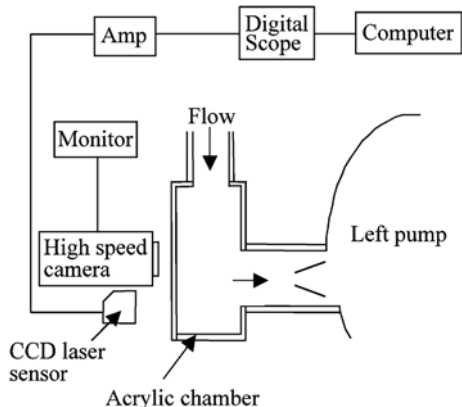 Amp
Digital
Scope
Computer
Monitor
Flow
High speed
camera
Left pump
CCD laser
sensor
Acrylic chamber